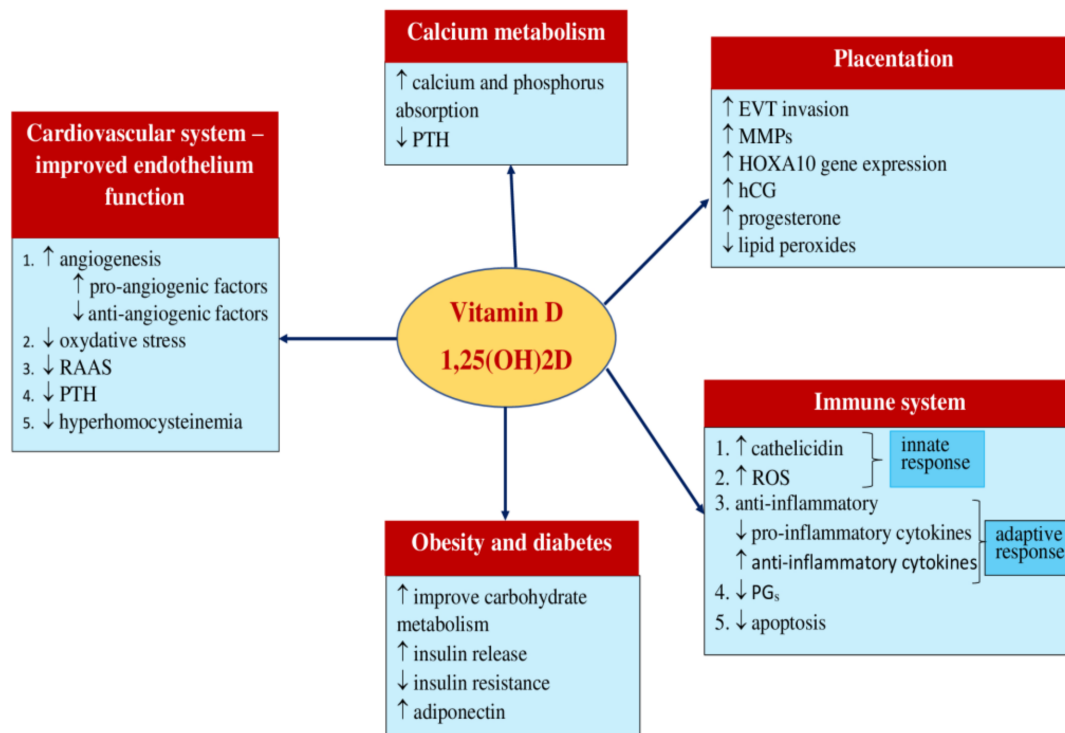 Calcium metabolism
↑ calcium and phosphorus
absorption
↓ PTH
Placentation
↑ EVT invasion
↑ MMPs
↑ HOXA10 gene expression
↑ hCG
↑ progesterone
↓ lipid peroxides
Cardiovascular system –
improved endothelium
function
1. ↑ angiogenesis
↑ pro-angiogenic factors
↓ anti-angiogenic factors
2. ↓ oxydative stress
3. ↓ RAAS
4. ↓ PTH
5. ↓ hyperhomocysteinemia
Vitamin D
1,25(OH)2D
Immune system
1. ↑ cathelicidin
2. ↑ ROS
innate
response
3. anti-inflammatory
↓ pro-inflammatory cytokines
↑ anti-inflammatory cytokines
adaptive
response
4. ↓ PGs
5. ↓ apoptosis
Obesity and diabetes
↑ improve carbohydrate
metabolism
↑ insulin release
↓ insulin resistance
↑ adiponectin